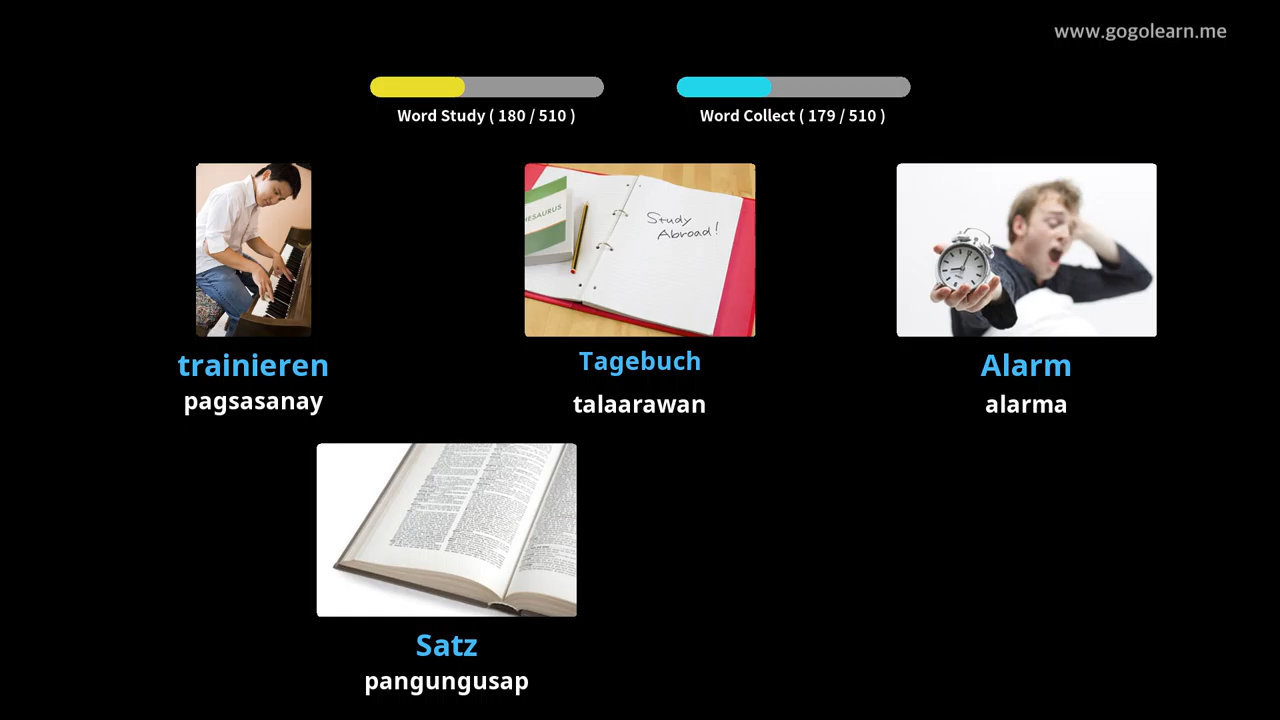 www.gogolearn.me
Word Study ( 180 / 510 )
Word Collect ( 179 / 510 )
HESAURUS
Study
Abroad!
trainieren
pagsasanay
Tagebuch
talaarawan
Alarm
alarma
Satz
pangungusap